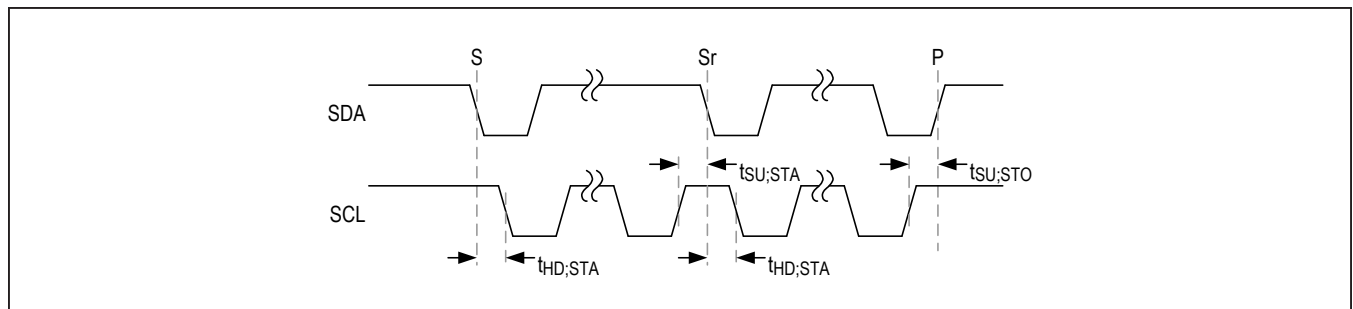 S Sr P
SDA
tSU;STA tSU;STO
SCL
tHD;STA tHD;STA